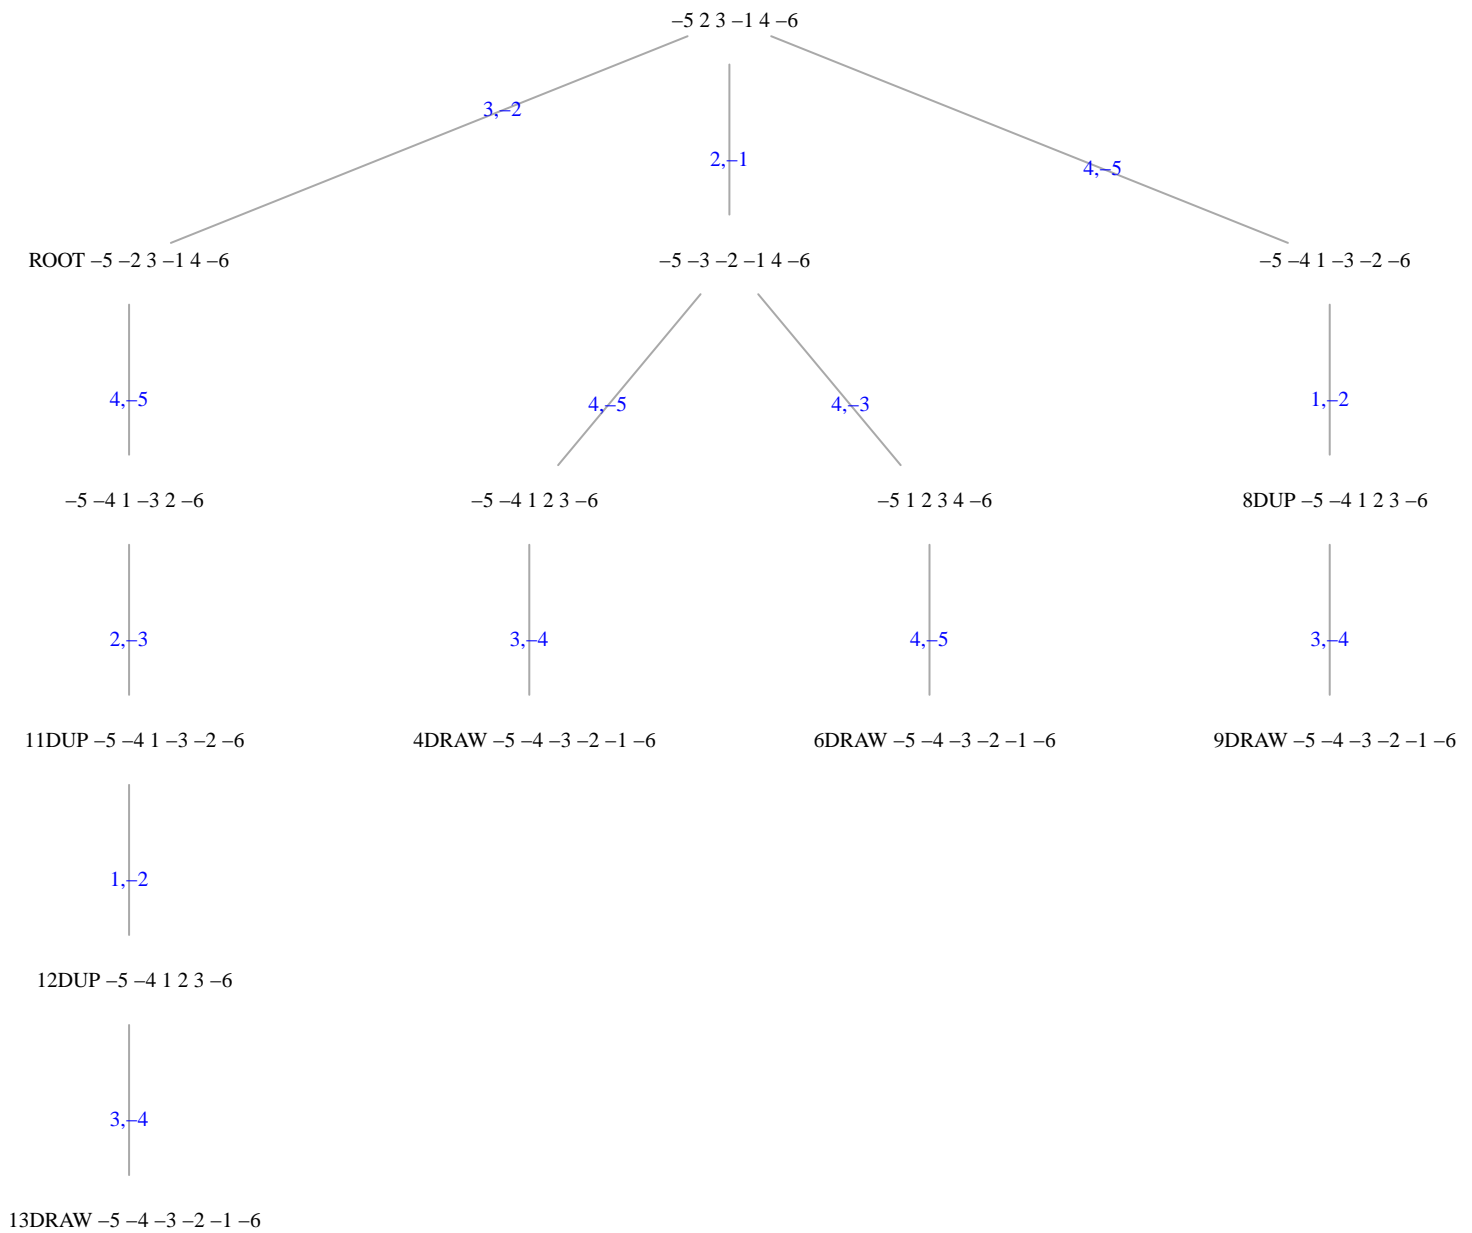 –5 2 3 –1 4 –6
3,–2
2,–1
4,–5
ROOT –5 –2 3 –1 4 –6
–5 –3 –2 –1 4 –6
–5 –4 1 –3 –2 –6
4,–5
4,–5
4,–3
1,–2
–5 –4 1 –3 2 –6
–5 –4 1 2 3 –6
–5 1 2 3 4 –6
8DUP –5 –4 1 2 3 –6
2,–3
3,–4
4,–5
3,–4
11DUP –5 –4 1 –3 –2 –6
4DRAW –5 –4 –3 –2 –1 –6
6DRAW –5 –4 –3 –2 –1 –6
9DRAW –5 –4 –3 –2 –1 –6
1,–2
12DUP –5 –4 1 2 3 –6
3,–4
13DRAW –5 –4 –3 –2 –1 –6